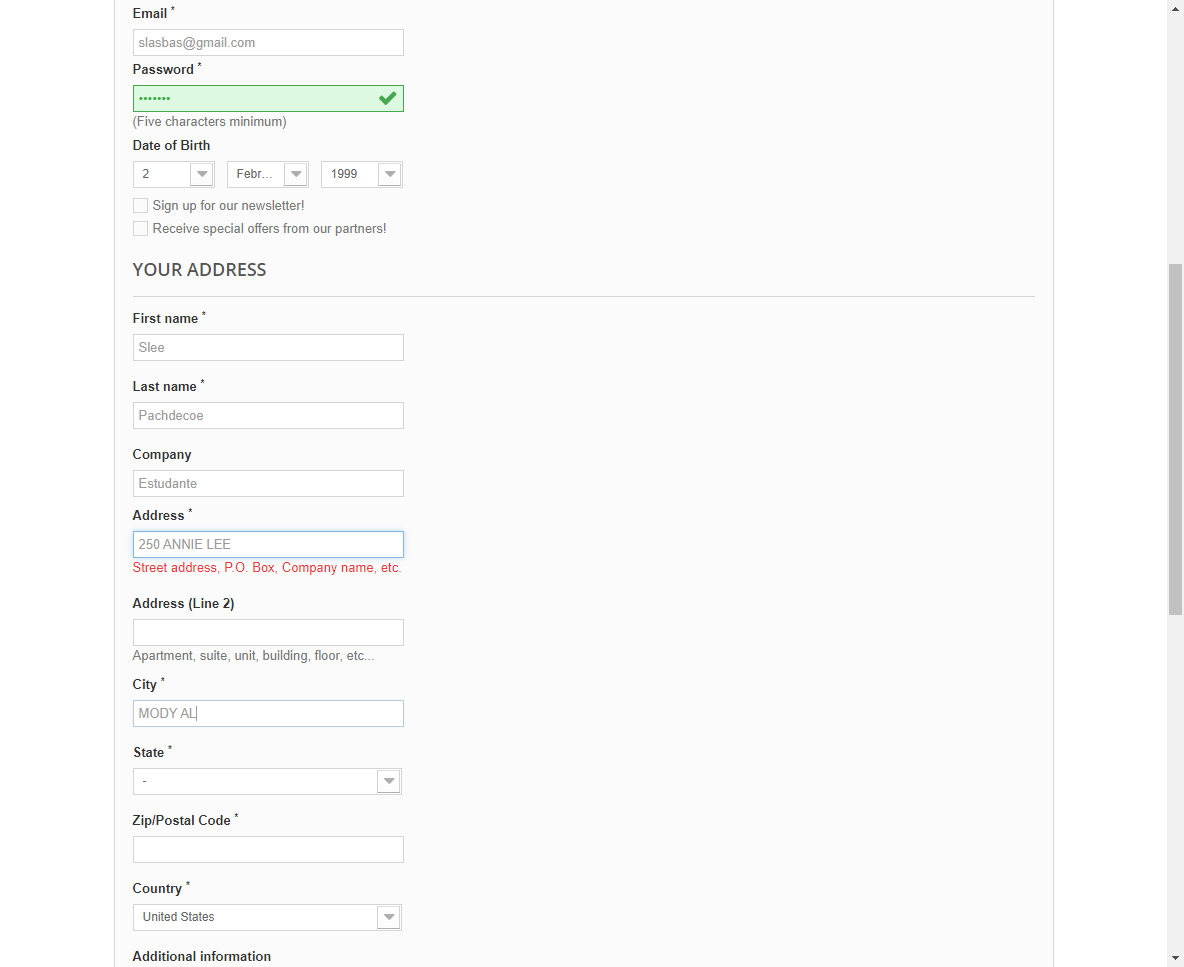 Email *
slasbas@gmail.com
Password *
•••••••
(Five characters minimum)
Date of Birth
2 Febr... 1999
Sign up for our newsletter!
Receive special offers from our partners!
YOUR ADDRESS
First name *
Slee
Last name *
Pachdecoe
Company
Estudante
Address *
250 ANNIE LEE
Street address, P.O. Box, Company name, etc.
Address (Line 2)
Apartment, suite, unit, building, floor, etc...
City *
MODY AL
State *
-
Zip/Postal Code *
Country *
United States
Additional information